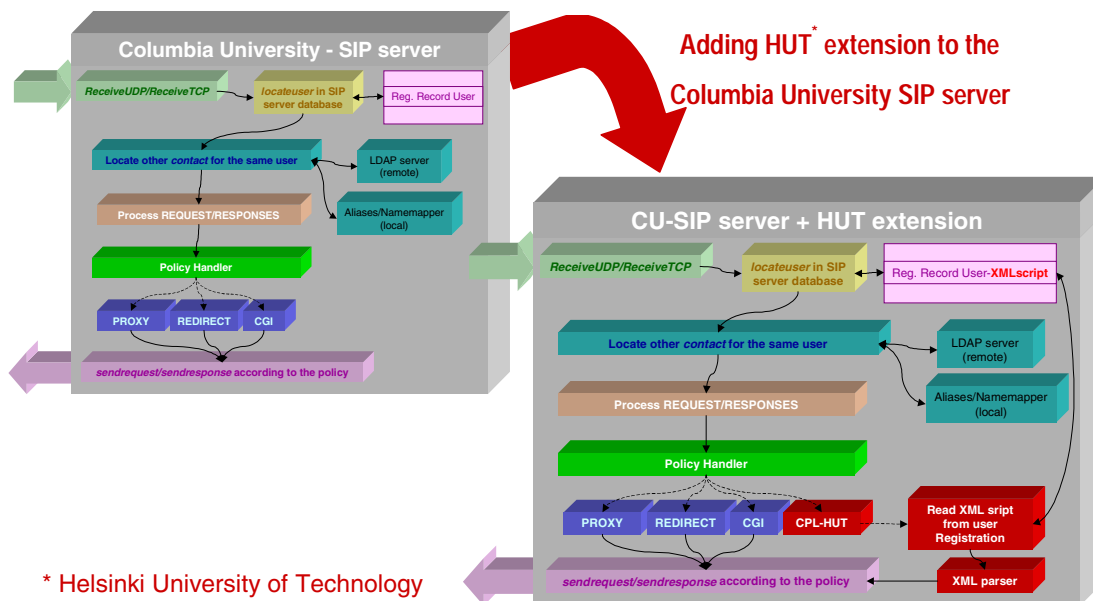 Columbia University - SIP server
ReceiveUDP/ReceiveTCP
locateuser in SIP
server database
Reg. Record User
Locate other contact for the same user
LDAP server
(remote)
Aliases/Namemapper
(local)
Process REQUEST/RESPONSES
Policy Handler
PROXY
REDIRECT
CGI
sendrequest/sendresponse according to the policy
Adding HUT* extension to the
Columbia University SIP server
CU-SIP server + HUT extension
ReceiveUDP/ReceiveTCP
locateuser in SIP
server database
Reg. Record User-XMLscript
Locate other contact for the same user
LDAP server
(remote)
Aliases/Namemapper
(local)
Process REQUEST/RESPONSES
Policy Handler
PROXY
REDIRECT
CGI
CPL-HUT
Read XML sript
from user
Registration
XML parser
sendrequest/sendresponse according to the policy
* Helsinki University of Technology